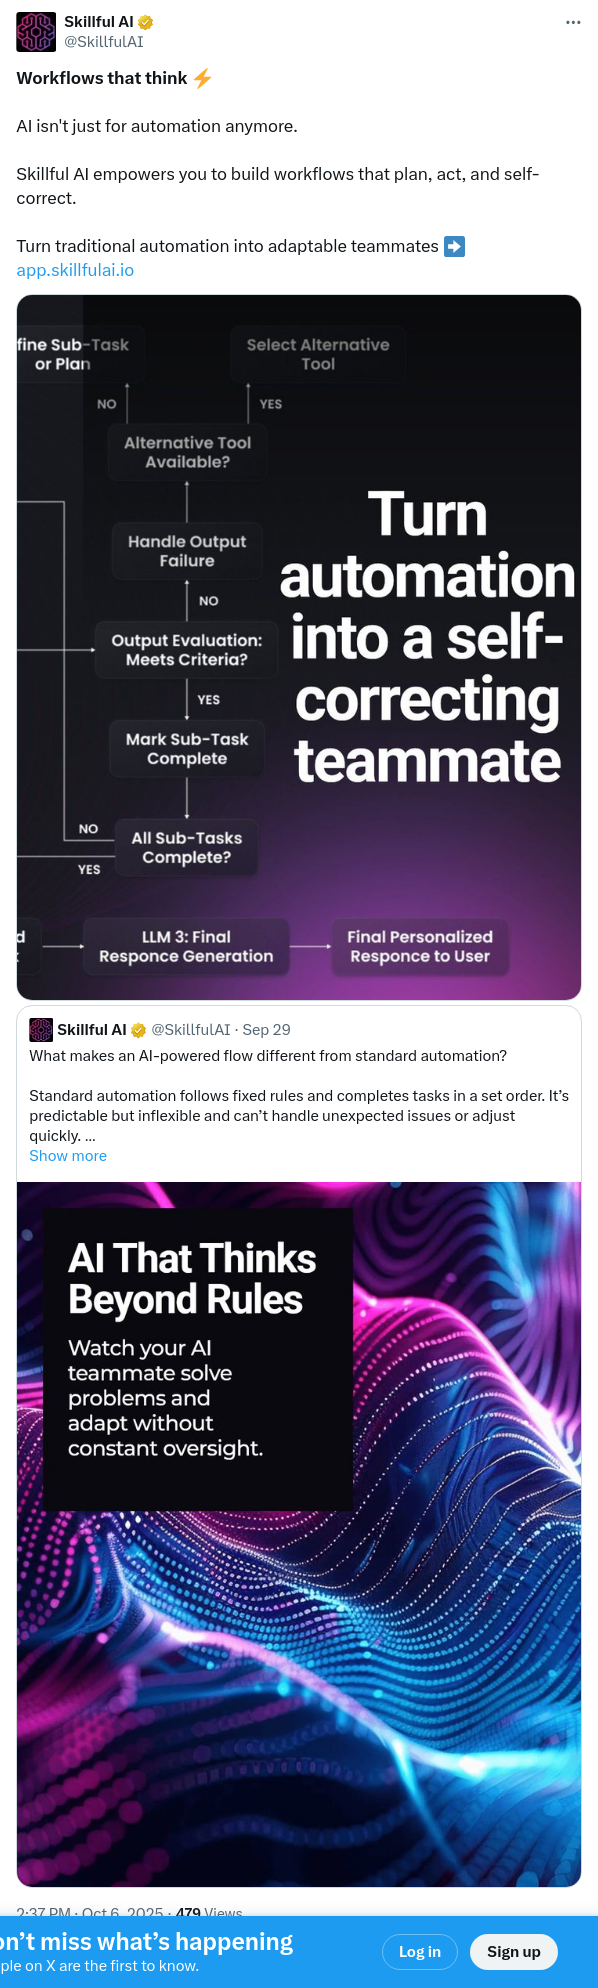 Skillful AI
@SkillfulAI
Workflows that think ⚡
AI isn't just for automation anymore.
Skillful AI empowers you to build workflows that plan, act, and self-
correct.
Turn traditional automation into adaptable teammates ➡️
app.skillfulai.io
fine Sub-Task
or Plan
Select Alternative
Tool
NO
YES
Alternative Tool
Available?
Handle Output
Failure
NO
Output Evaluation:
Meets Criteria?
YES
Mark Sub-Task
Complete
NO
All Sub-Tasks
Complete?
YES
d
LLM 3: Final
Responce Generation
Final Personalized
Responce to User
Turn
automation
into a self-
correcting
teammate
Skillful AI @SkillfulAI · Sep 29
What makes an AI-powered flow different from standard automation?
Standard automation follows fixed rules and completes tasks in a set order. It’s
predictable but inflexible and can’t handle unexpected issues or adjust
quickly. ...
Show more
AI That Thinks
Beyond Rules
Watch your AI
teammate solve
problems and
adapt without
constant oversight.
2:37 PM · Oct 6, 2025 · 479 Views
on’t miss what’s happening
ple on X are the first to know.
Log in
Sign up